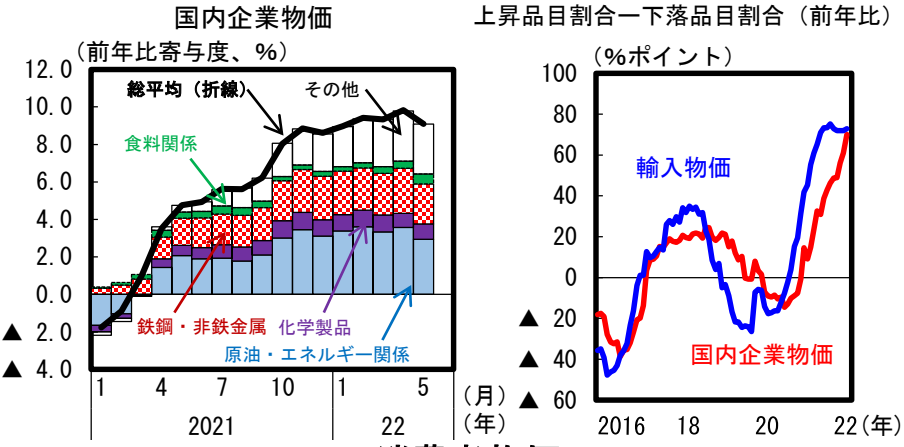 国内企業物価
(前年比寄与度、%)
12.0
10.0
8.0
6.0
4.0
2.0
0.0
▲ 2.0
▲ 4.0
総平均(折線)
その他
食料関係
鉄鋼・非鉄金属
化学製品
原油・エネルギー関係
1 4 7 10 1 5 (月)
2021 22 (年)
上昇品目割合ー下落品目割合(前年比)
(%ポイント)
100
80
60
40
20
0
▲ 20
▲ 40
▲ 60
輸入物価
国内企業物価
2016 18 20 22(年)